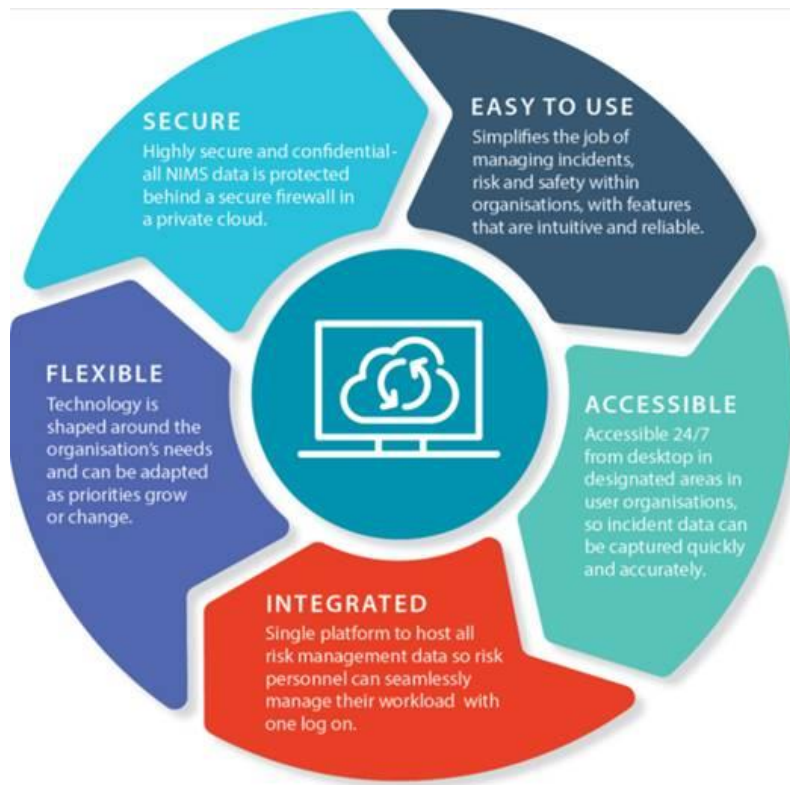 SECURE
Highly secure and confidential-
all NIMS data is protected
behind a secure firewall in
a private cloud.
EASY TO USE
Simplifies the job of
managing incidents,
risk and safety within
organisations, with features
that are intuitive and reliable.
ACCESSIBLE
Accessible 24/7
from desktop in
designated areas in
user organisations,
so incident data can
be captured quickly
and accurately.
INTEGRATED
Single platform to host all
risk management data so risk
personnel can seamlessly
manage their workload with
one log on.
FLEXIBLE
Technology is
shaped around the
organisation's needs
and can be adapted
as priorities grow
or change.